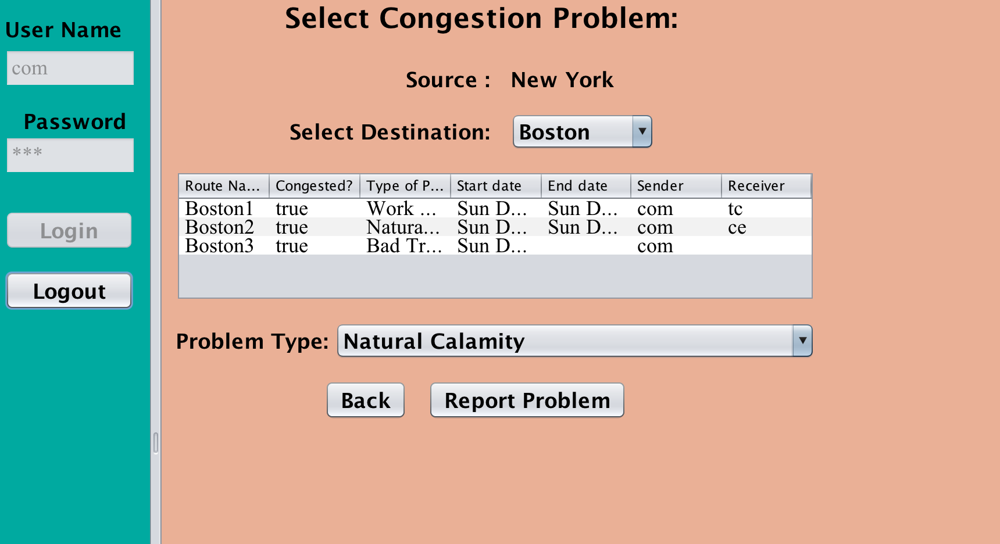 User Name
com
Password
***
Login
Logout
Select Congestion Problem:
Source : New York
Select Destination: Boston
Route Na... Congested? Type of P... Start date End date Sender Receiver
Boston1 true Work ... Sun D... Sun D... com tc
Boston2 true Natura... Sun D... Sun D... com ce
Boston3 true Bad Tr... Sun D... com
Problem Type: Natural Calamity
Back Report Problem